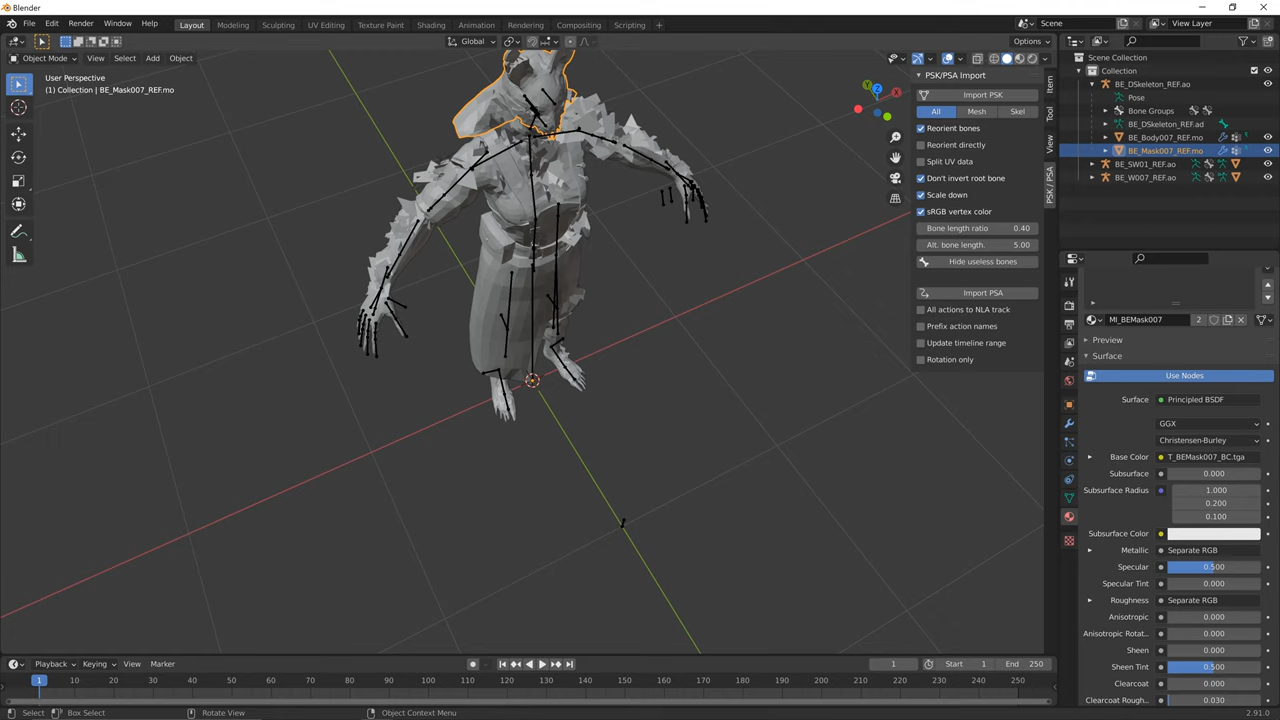 Blender
File Edit Render Window Help Layout Modeling Sculpting UV Editing Texture Paint Shading Animation Rendering Compositing Scripting + Scene View Layer
Global Options
Object Mode View Select Add Object
User Perspective
(1) Collection | BE_Mask007_REF.mo
PSK/PSA Import
Import PSK
All Mesh Skel
Reorient bones
Reorient directly
Split UV data
Don't invert root bone
Scale down
sRGB vertex color
Bone length ratio 0.40
Alt. bone length. 5.00
Hide useless bones
Import PSA
All actions to NLA track
Prefix action names
Update timeline range
Rotation only
Item
Tool
View
PSK / PSA
X
Y
Z
Scene Collection
Collection
BE_DSkeleton_REF.ao
Pose
Bone Groups
BE_DSkeleton_REF.ad
BE_Body007_REF.mo
BE_Mask007_REF.mo
BE_SW01_REF.ao
BE_W007_REF.ao
MI_BEMask007 2
Preview
Surface
Use Nodes
Surface Principled BSDF
GGX
Christensen-Burley
Base Color T_BEMask007_BC.tga
Subsurface 0.000
Subsurface Radius 1.000
0.200
0.100
Subsurface Color
Metallic Separate RGB
Specular 0.500
Specular Tint 0.000
Roughness Separate RGB
Anisotropic 0.000
Anisotropic Rotat.. 0.000
Sheen 0.000
Sheen Tint 0.500
Clearcoat 0.000
Clearcoat Rough.. 0.030
Playback Keying View Marker 1 Start 1 End 250
1 10 20 30 40 50 60 70 80 90 100 110 120 130 140 150 160 170 180 190 200 210 220 230 240 250
Select Box Select Rotate View Object Context Menu 2.91.0